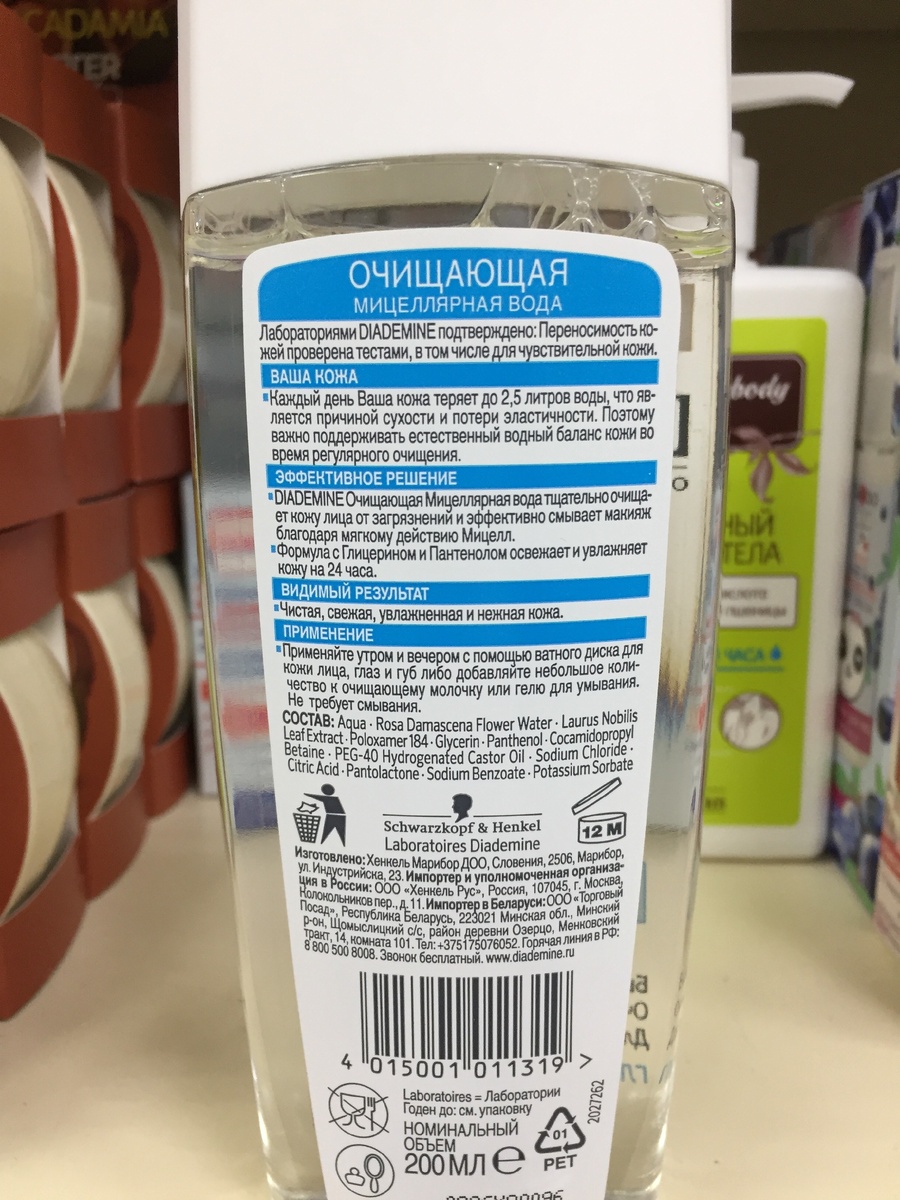 CADAMIA
TTER
ОЧИЩАЮЩАЯ
МИЦЕЛЛЯРНАЯ ВОДА
Лабораториями DIADEMINE подтверждено: Переносимость ко-
жей проверена тестами, в том числе для чувствительной кожи.
ВАША КОЖА
Каждый день Ваша кожа теряет до 2,5 литров воды, что яв-
ляется причиной сухости и потери эластичности. Поэтому
важно поддерживать естественный водный баланс кожи во
время регулярного очищения.
ЭФФЕКТИВНОЕ РЕШЕНИЕ
DIADEMINE Очищающая Мицеллярная вода тщательно очища-
ет кожу лица от загрязнений и эффективно смывает макияж
благодаря мягкому действию Мицелл.
Формула с Глицерином и Пантенолом освежает и увлажняет
кожу на 24 часа.
ВИДИМЫЙ РЕЗУЛЬТАТ
Чистая, свежая, увлажненная и нежная кожа.
ПРИМЕНЕНИЕ
Применяйте утром и вечером с помощью ватного диска для
кожи лица, глаз и губ либо добавляйте небольшое коли-
чество к очищающему молочку или гелю для умывания.
Не требует смывания.
СОСТАВ: Aqua · Rosa Damascena Flower Water · Laurus Nobilis
Leaf Extract · Poloxamer 184 · Glycerin · Panthenol · Cocamidopropyl
Betaine · PEG-40 Hydrogenated Castor Oil · Sodium Chloride ·
Citric Acid · Pantolactone · Sodium Benzoate · Potassium Sorbate
12 M
Schwarzkopf & Henkel
Laboratoires Diademine
Изготовлено: Хенкель Марибор ДОО, Словения, 2506, Марибор,
ул. Индустрийска, 23. Импортер и уполномоченная организа-
ция в России: ООО «Хенкель Рус», Россия, 107045, г. Москва,
Колокольников пер., д. 11. Импортер в Беларуси: ООО «Торговый
Посад», Республика Беларусь, 223021 Минская обл., Минский
р-он, Щомыслицкий с/с, район деревни Озерцо, Менковский
тракт, 14, комната 101. Тел: +375175076052. Горячая линия в РФ:
8 800 500 8008. Звонок бесплатный. www.diademine.ru
4 015001 011319 >
Laboratoires = Лаборатории
Годен до: см. упаковку
НОМИНАЛЬНЫЙ
ОБЪЕМ
200МЛ e
01
PET
2027262
body
НЫЙ
ТЕЛА
ЧАСА